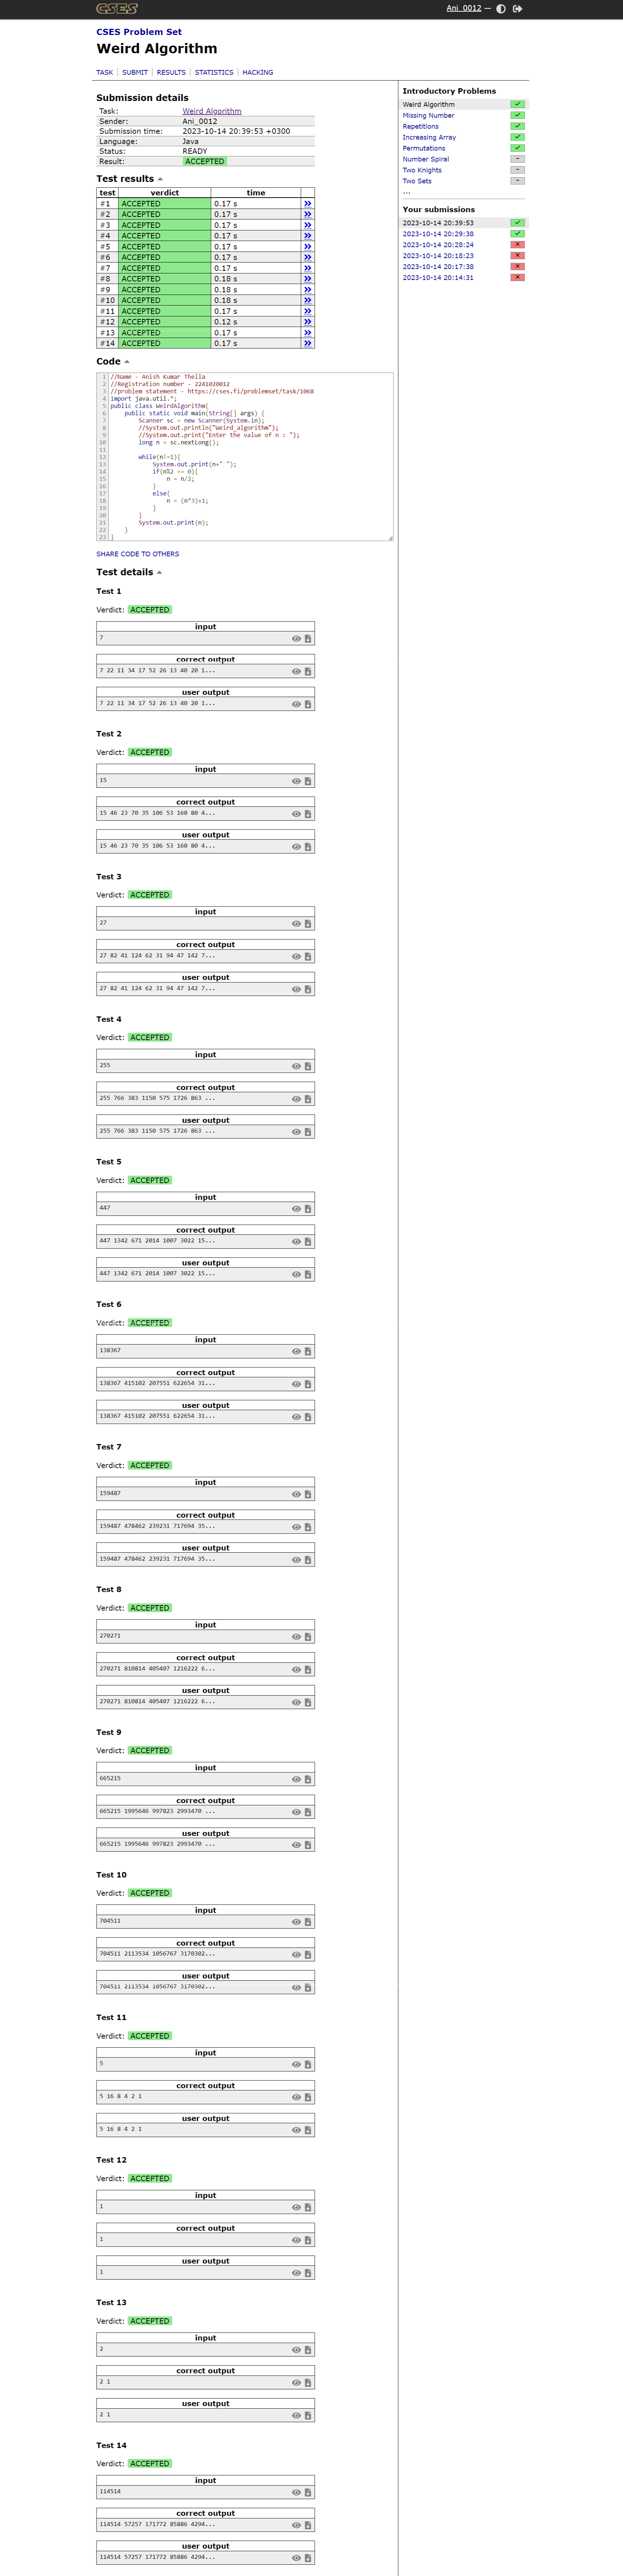 CSES
Ani_0012 —
CSES Problem Set
Weird Algorithm
TASK | SUBMIT | RESULTS | STATISTICS | HACKING
Submission details
Task: Weird Algorithm
Sender: Ani_0012
Submission time: 2023-10-14 20:39:53 +0300
Language: Java
Status: READY
Result: ACCEPTED
Test results
test verdict time
#1 ACCEPTED 0.17 s »
#2 ACCEPTED 0.17 s »
#3 ACCEPTED 0.17 s »
#4 ACCEPTED 0.17 s »
#5 ACCEPTED 0.17 s »
#6 ACCEPTED 0.17 s »
#7 ACCEPTED 0.17 s »
#8 ACCEPTED 0.18 s »
#9 ACCEPTED 0.18 s »
#10 ACCEPTED 0.18 s »
#11 ACCEPTED 0.17 s »
#12 ACCEPTED 0.12 s »
#13 ACCEPTED 0.17 s »
#14 ACCEPTED 0.17 s »
Code
1 //Name - Anish Kumar Thella
2 //Registration number - 2241020012
3 //problem statement - https://cses.fi/problemset/task/1068
4 import java.util.*;
5 public class WeirdAlgorithm{
6 public static void main(String[] args) {
7 Scanner sc = new Scanner(System.in);
8 //System.out.println("Weird_algorithm");
9 //System.out.print("Enter the value of n : ");
10 long n = sc.nextLong();
11
12 while(n!=1){
13 System.out.print(n+" ");
14 if(n%2 == 0){
15 n = n/2;
16 }
17 else{
18 n = (n*3)+1;
19 }
20 }
21 System.out.print(n);
22 }
23 }
SHARE CODE TO OTHERS
Test details
Test 1
Verdict: ACCEPTED
input
7
correct output
7 22 11 34 17 52 26 13 40 20 1...
user output
7 22 11 34 17 52 26 13 40 20 1...
Test 2
Verdict: ACCEPTED
input
15
correct output
15 46 23 70 35 106 53 160 80 4...
user output
15 46 23 70 35 106 53 160 80 4...
Test 3
Verdict: ACCEPTED
input
27
correct output
27 82 41 124 62 31 94 47 142 7...
user output
27 82 41 124 62 31 94 47 142 7...
Test 4
Verdict: ACCEPTED
input
255
correct output
255 766 383 1150 575 1726 863 ...
user output
255 766 383 1150 575 1726 863 ...
Test 5
Verdict: ACCEPTED
input
447
correct output
447 1342 671 2014 1007 3022 15...
user output
447 1342 671 2014 1007 3022 15...
Test 6
Verdict: ACCEPTED
input
138367
correct output
138367 415102 207551 622654 31...
user output
138367 415102 207551 622654 31...
Test 7
Verdict: ACCEPTED
input
159487
correct output
159487 478462 239231 717694 35...
user output
159487 478462 239231 717694 35...
Test 8
Verdict: ACCEPTED
input
270271
correct output
270271 810814 405407 1216222 6...
user output
270271 810814 405407 1216222 6...
Test 9
Verdict: ACCEPTED
input
665215
correct output
665215 1995646 997823 2993470 ...
user output
665215 1995646 997823 2993470 ...
Test 10
Verdict: ACCEPTED
input
704511
correct output
704511 2113534 1056767 3170302...
user output
704511 2113534 1056767 3170302...
Test 11
Verdict: ACCEPTED
input
5
correct output
5 16 8 4 2 1
user output
5 16 8 4 2 1
Test 12
Verdict: ACCEPTED
input
1
correct output
1
user output
1
Test 13
Verdict: ACCEPTED
input
2
correct output
2 1
user output
2 1
Test 14
Verdict: ACCEPTED
input
114514
correct output
114514 57257 171772 85886 4294...
user output
114514 57257 171772 85886 4294...
Introductory Problems
Weird Algorithm ✓
Missing Number ✓
Repetitions ✓
Increasing Array ✓
Permutations ✓
Number Spiral –
Two Knights –
Two Sets –
...
Your submissions
2023-10-14 20:39:53 ✓
2023-10-14 20:29:38 ✓
2023-10-14 20:28:24 ×
2023-10-14 20:18:23 ×
2023-10-14 20:17:38 ×
2023-10-14 20:14:31 ×